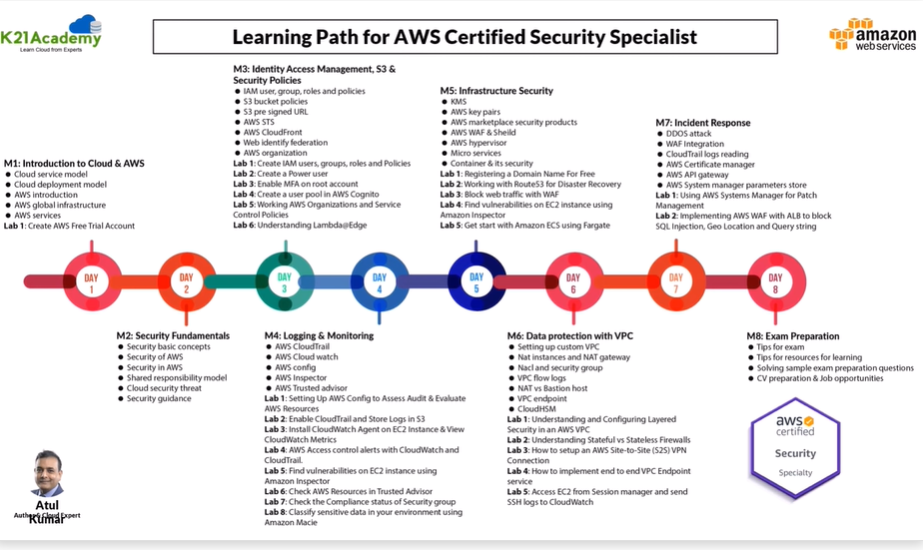 K21Academy
Learn Cloud from Experts
Learning Path for AWS Certified Security Specialist
amazon
web services
M1: Introduction to Cloud & AWS
● Cloud service model
● Cloud deployment model
● AWS introduction
● AWS global infrastructure
● AWS services
Lab 1: Create AWS Free Trial Account
M3: Identity Access Management, S3 &
Security Policies
● IAM user, group, roles and policies
● S3 bucket policies
● S3 pre signed URL
● AWS STS
● AWS CloudFront
● Web identify federation
● AWS organization
Lab 1: Create IAM users, groups, roles and Policies
Lab 2: Create a Power user
Lab 3: Enable MFA on root account
Lab 4: Create a user pool in AWS Cognito
Lab 5: Working AWS Organizations and Service
Control Policies
Lab 6: Understanding Lambda@Edge
M5: Infrastructure Security
● KMS
● AWS key pairs
● AWS marketplace security products
● AWS WAF & Sheild
● AWS hypervisor
● Micro services
● Container & its security
Lab 1: Registering a Domain Name For Free
Lab 2: Working with Route53 for Disaster Recovery
Lab 3: Block web traffic with WAF
Lab 4: Find vulnerabilities on EC2 instance using
Amazon Inspector
Lab 5: Get start with Amazon ECS using Fargate
M7: Incident Response
● DDOS attack
● WAF Integration
● CloudTrail logs reading
● AWS Certificate manager
● AWS API gateway
● AWS System manager parameters store
Lab 1: Using AWS Systems Manager for Patch
Management
Lab 2: Implementing AWS WAF with ALB to block
SQL Injection, Geo Location and Query string
DAY
1
DAY
2
DAY
3
DAY
4
DAY
5
DAY
6
DAY
7
DAY
8
M2: Security Fundamentals
● Security basic concepts
● Security of AWS
● Security in AWS
● Shared responsibility model
● Cloud security threat
● Security guidance
M4: Logging & Monitoring
● AWS CloudTrail
● AWS Cloud watch
● AWS config
● AWS Inspector
● AWS Trusted advisor
Lab 1: Setting Up AWS Config to Assess Audit & Evaluate
AWS Resources
Lab 2: Enable CloudTrail and Store Logs in S3
Lab 3: Install CloudWatch Agent on EC2 Instance & View
CloudWatch Metrics
Lab 4: AWS Access control alerts with CloudWatch and
CloudTrail.
Lab 5: Find vulnerabilities on EC2 instance using
Amazon Inspector
Lab 6: Check AWS Resources in Trusted Advisor
Lab 7: Check the Compliance status of Security group
Lab 8: Classify sensitive data in your environment using
Amazon Macie
M6: Data protection with VPC
● Setting up custom VPC
● Nat instances and NAT gateway
● Nacl and security group
● VPC flow logs
● NAT vs Bastion host
● VPC endpoint
● CloudHSM
Lab 1: Understanding and Configuring Layered
Security in an AWS VPC
Lab 2: Understanding Stateful vs Stateless Firewalls
Lab 3: How to setup an AWS Site-to-Site (S2S) VPN
Connection
Lab 4: How to implement end to end VPC Endpoint
service
Lab 5: Access EC2 from Session manager and send
SSH logs to CloudWatch
M8: Exam Preparation
● Tips for exam
● Tips for resources for learning
● Solving sample exam preparation questions
● CV preparation & Job opportunities
aws
certified
Security
Specialty
Atul
Kumar
Author & Cloud Expert